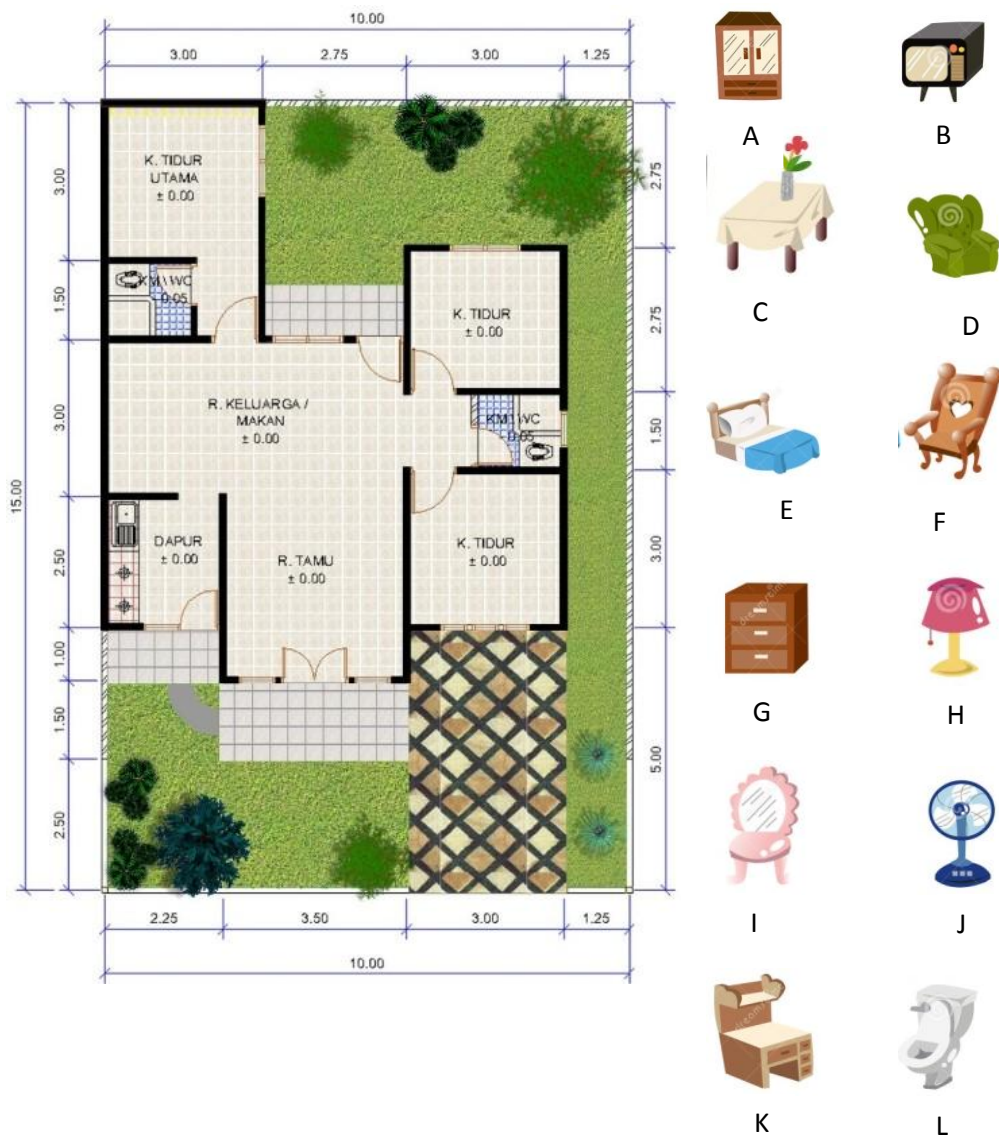 10.00
3.00 2.75 3.00 1.25
3.00
1.50
3.00
2.50
1.00
1.50
2.50
15.00
2.75
2.75
1.50
3.00
5.00
K. TIDUR
UTAMA
± 0.00
KM\WC
- 0.05
K. TIDUR
± 0.00
R. KELUARGA /
MAKAN
± 0.00
KM\WC
- 0.05
DAPUR
± 0.00
R. TAMU
± 0.00
K. TIDUR
± 0.00
2.25 3.50 3.00 1.25
10.00
A
B
C
D
E
F
G
H
I
J
K
L